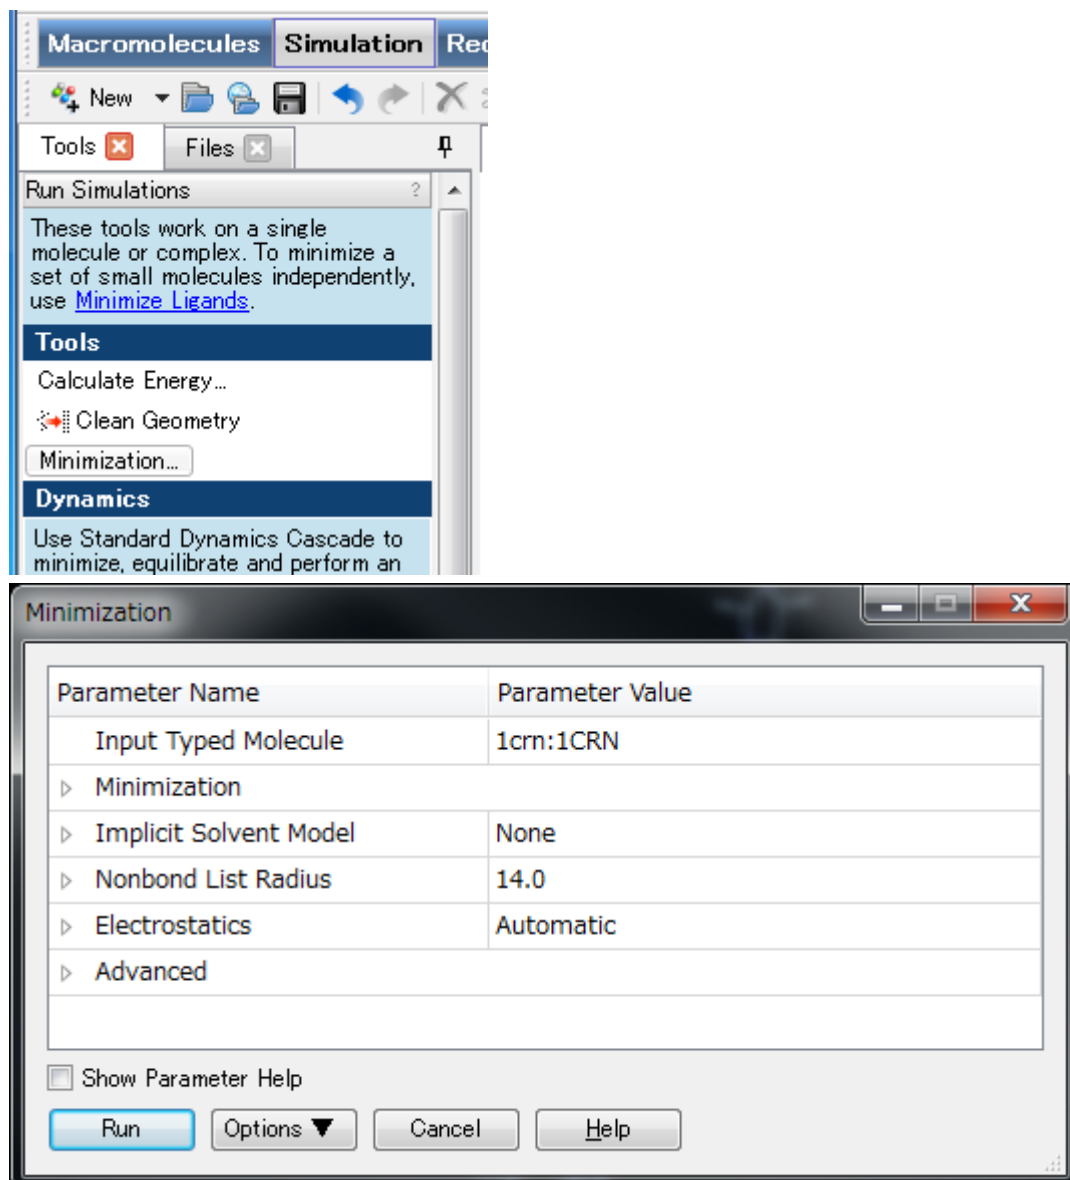 Macromolecules Simulation
New
Tools Files
Run Simulations ?
These tools work on a single
molecule or complex. To minimize a
set of small molecules independently,
use Minimize Ligands.
Tools
Calculate Energy...
Clean Geometry
Minimization...
Dynamics
Use Standard Dynamics Cascade to
minimize, equilibrate and perform an
Minimization
Parameter Name Parameter Value
Input Typed Molecule 1crn:1CRN
Minimization
Implicit Solvent Model None
Nonbond List Radius 14.0
Electrostatics Automatic
Advanced
Show Parameter Help
Run Options ▼ Cancel Help